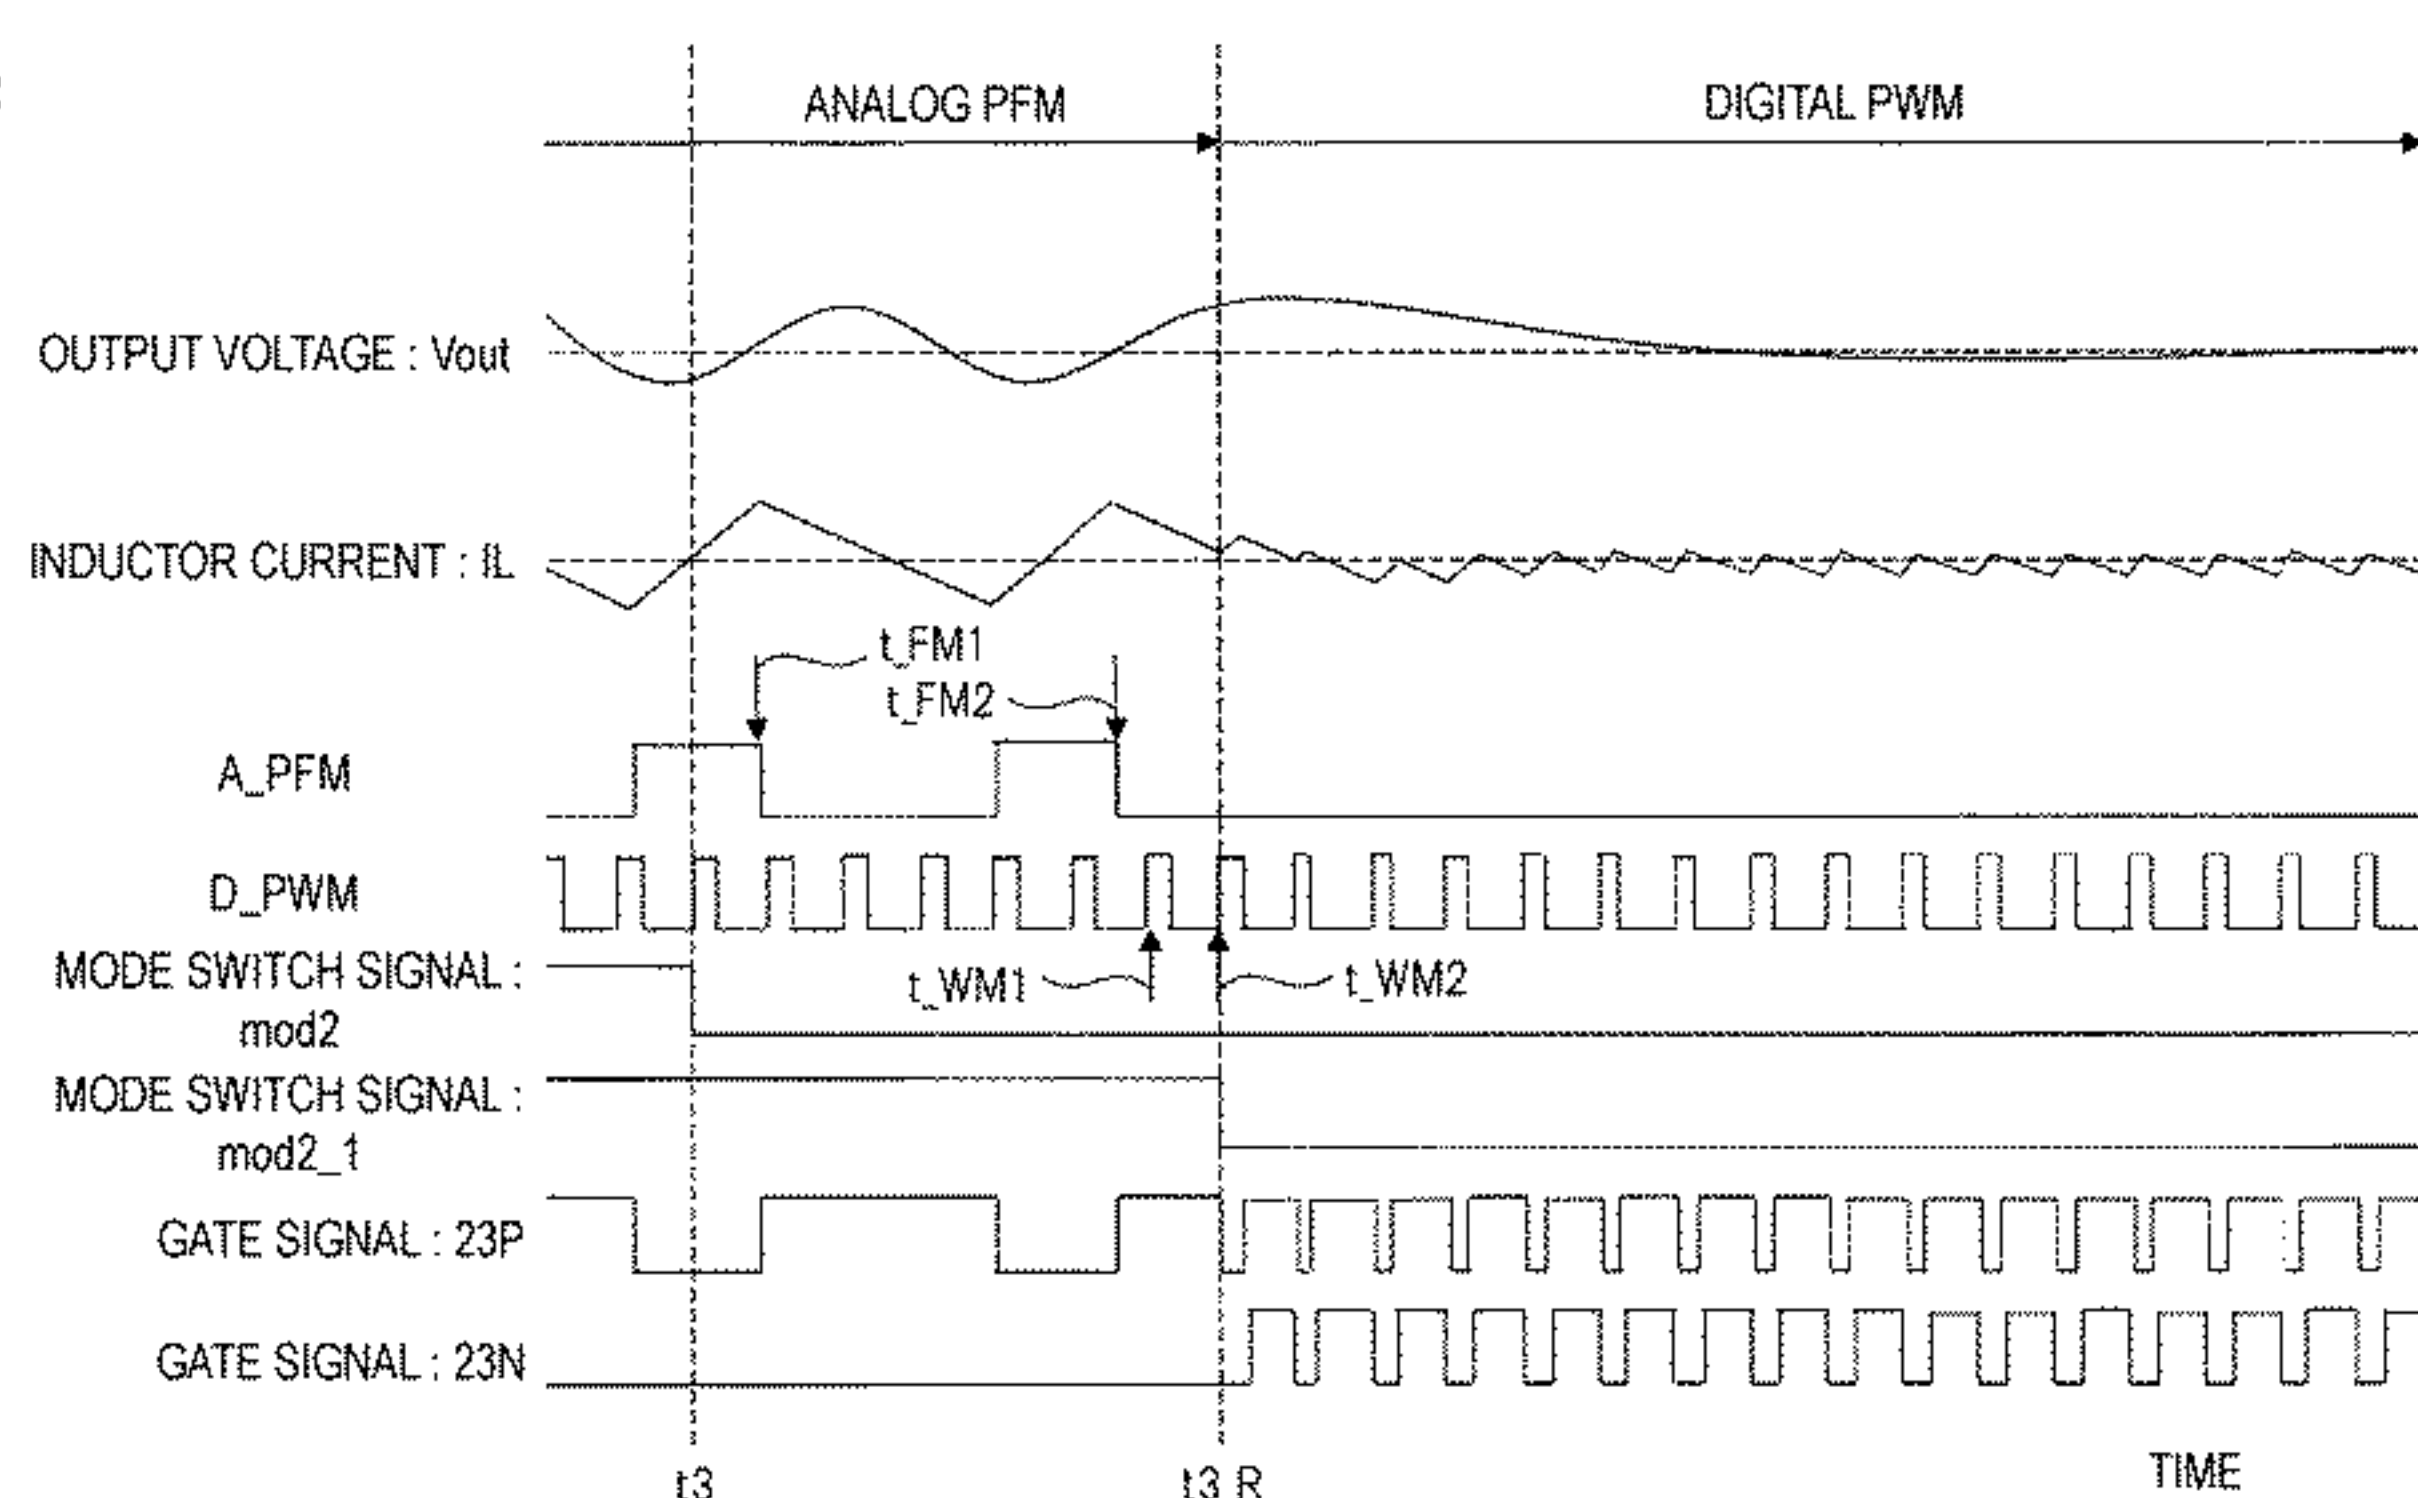 ANALOG PFM
DIGITAL PWM
OUTPUT VOLTAGE : Vout
INDUCTOR CURRENT : IL
t_FM1
t_FM2
A_PFM
D_PWM
MODE SWITCH SIGNAL :
mod2
t_WM1
t_WM2
MODE SWITCH SIGNAL :
mod2_1
GATE SIGNAL : 23P
GATE SIGNAL : 23N
t3
t3_R
TIME